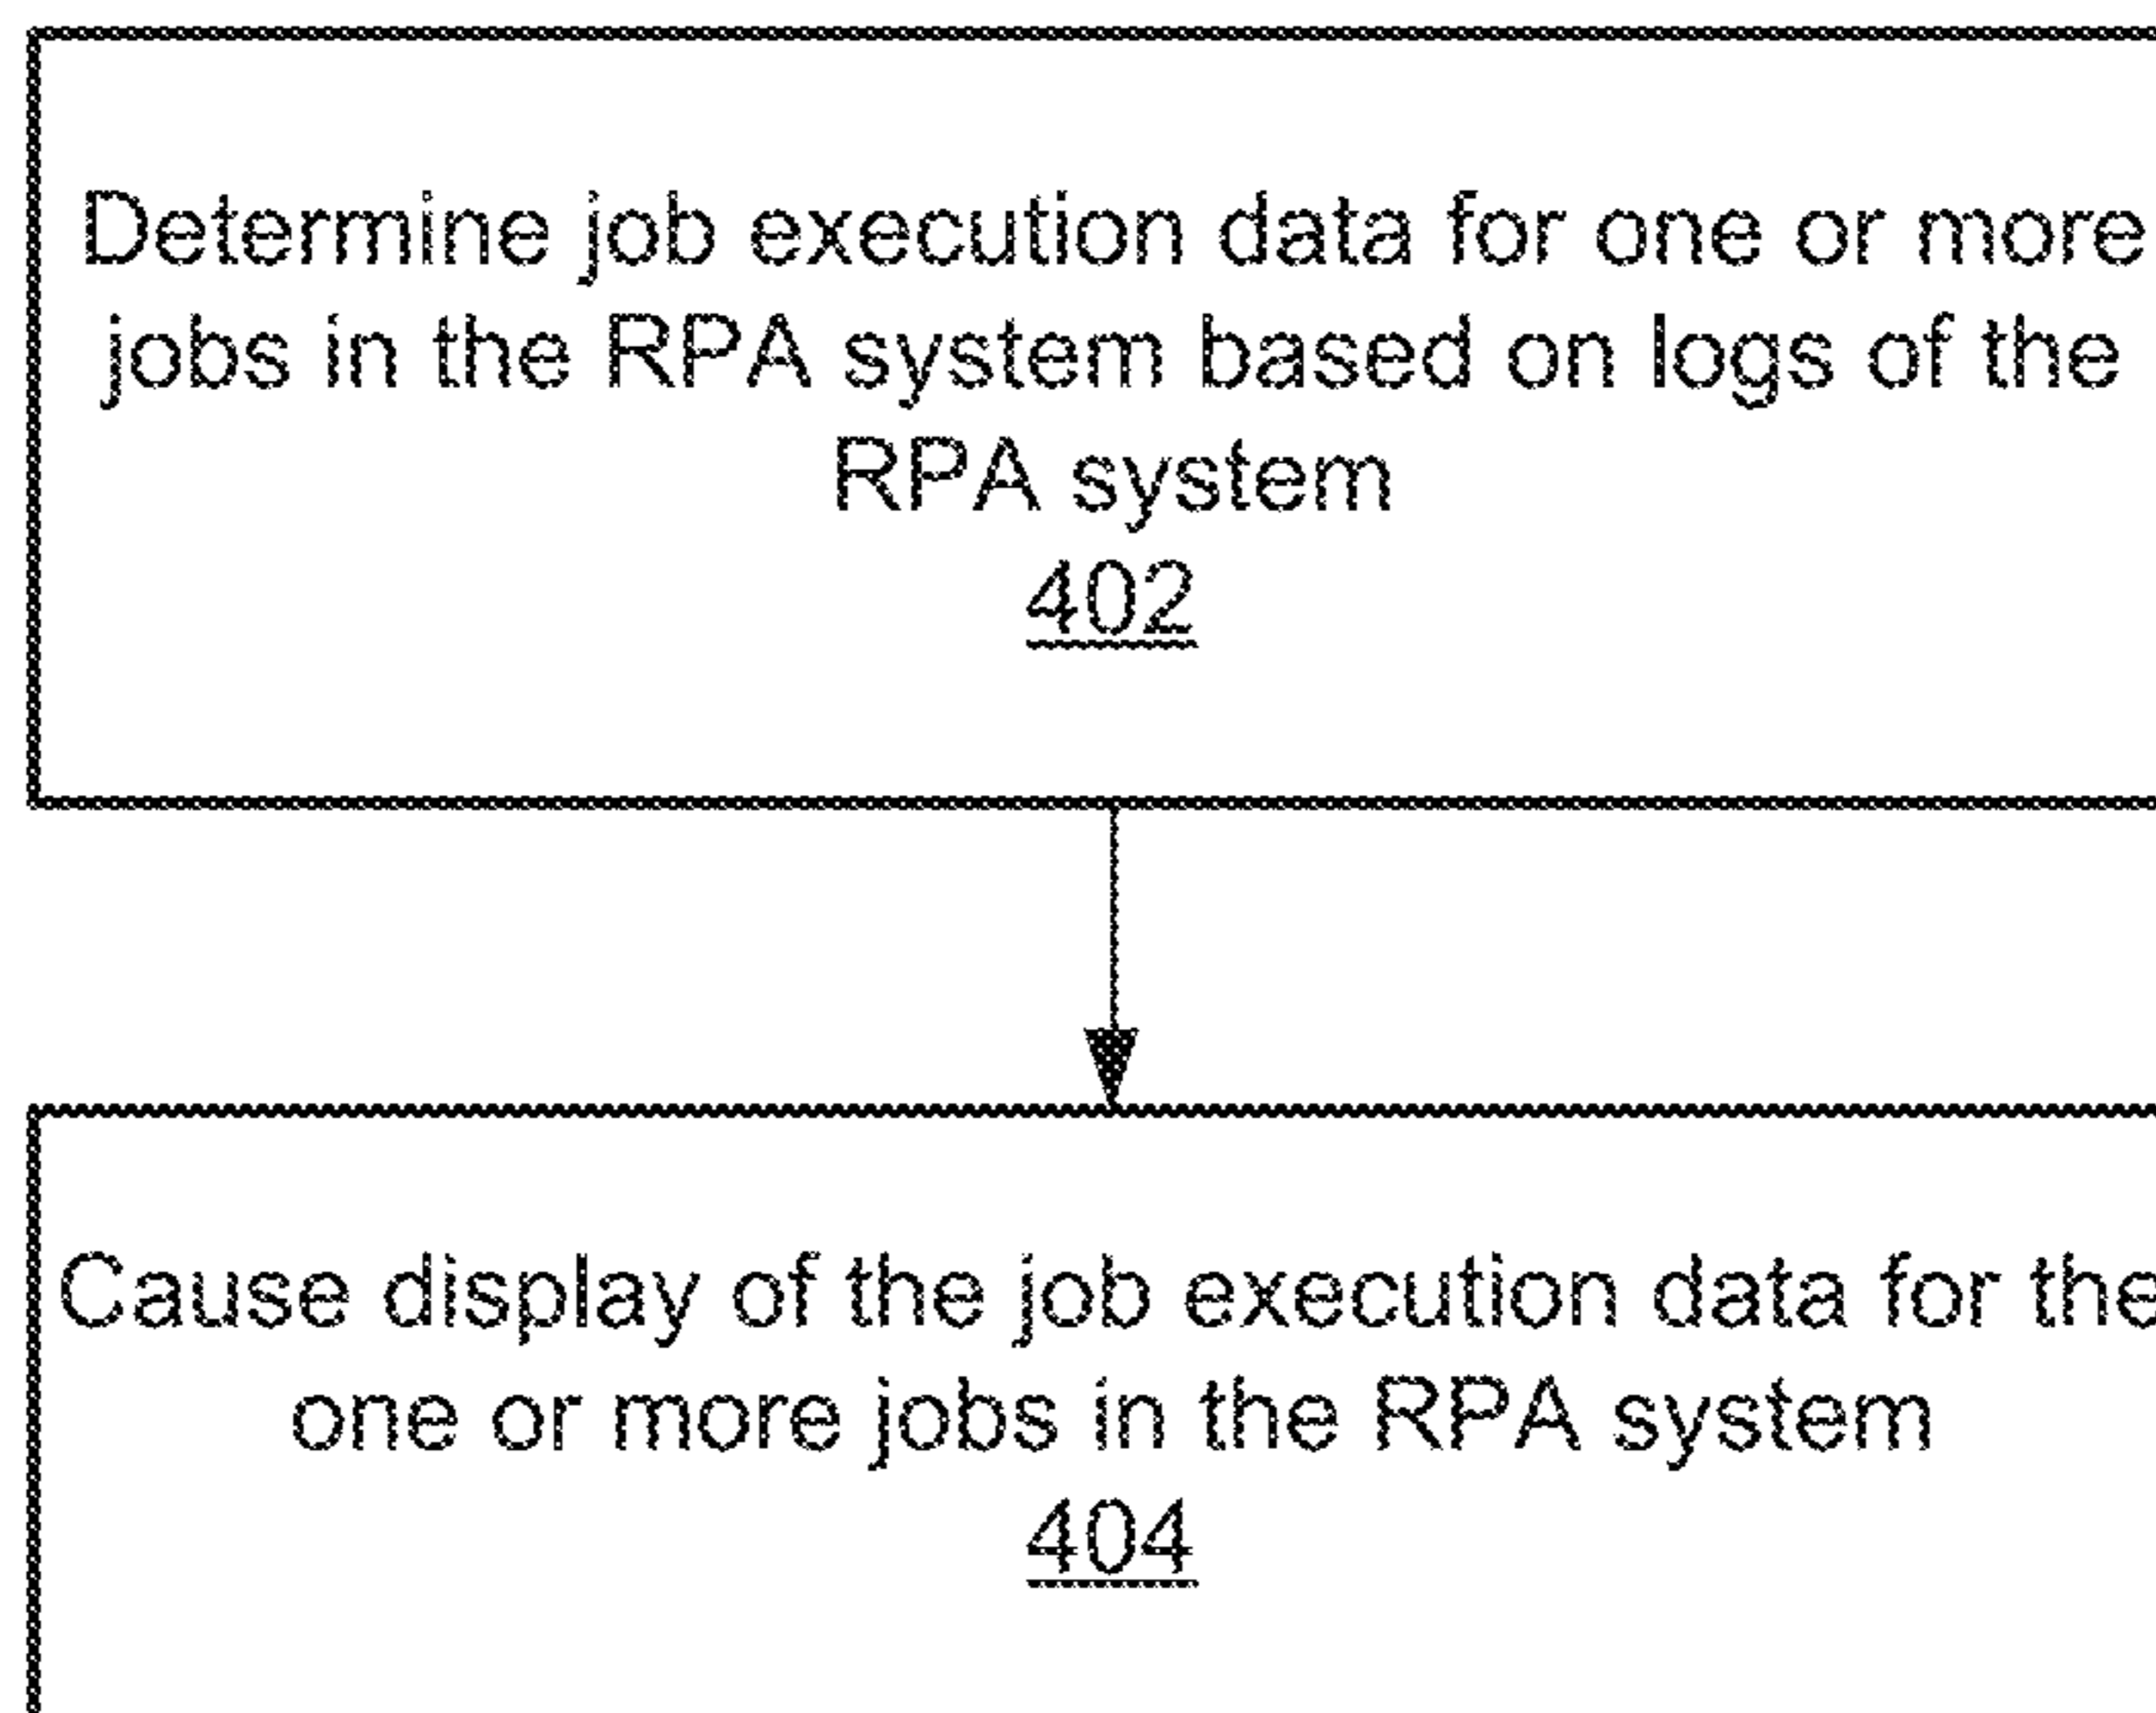 Determine job execution data for one or more
jobs in the RPA system based on logs of the
RPA system
402
Cause display of the job execution data for the
one or more jobs in the RPA system
404